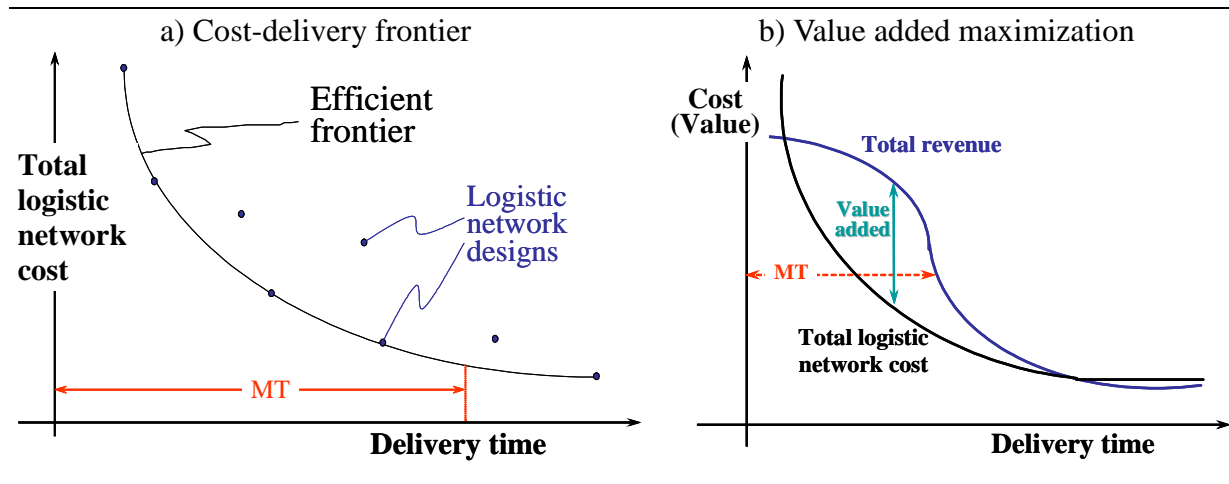 a) Cost-delivery frontier
Efficient
frontier
Total
logistic
network
cost
Logistic
network
designs
MT
Delivery time
b) Value added maximization
Cost
(Value)
Total revenue
Value
added
MT
Total logistic
network cost
Delivery time